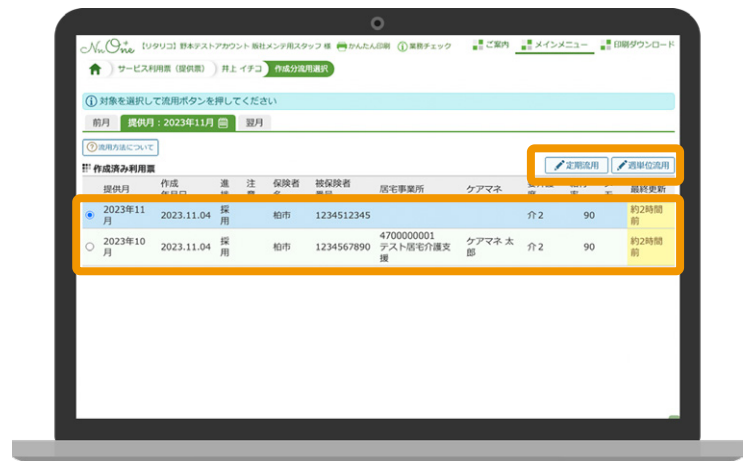 NuOne 【リタリコ】野本テストアカウント 販社メンテ用スタッフ 様 かんたん印刷 業務チェック ご案内 メインメニュー 印刷ダウンロード
サービス利用票（提供票） 井上 イチコ 作成分流用選択
対象を選択して流用ボタンを押してください
前月 提供月：2023年11月 翌月
流用方法について
定期流用 週単位流用
作成済み利用票
提供月 作成 進 注 保険者 被保険者 居宅事業所 ケアマネ 最終更新
2023年11月 2023.11.04 採用 柏市 1234512345 介2 90 約2時間前
2023年10月 2023.11.04 採用 柏市 1234567890 4700000001 テスト居宅介護支援 ケアマネ 太郎 介2 90 約2時間前